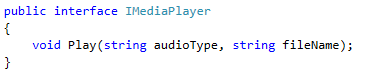 public interface IMediaPlayer
{
    void Play(string audioType, string fileName);
}